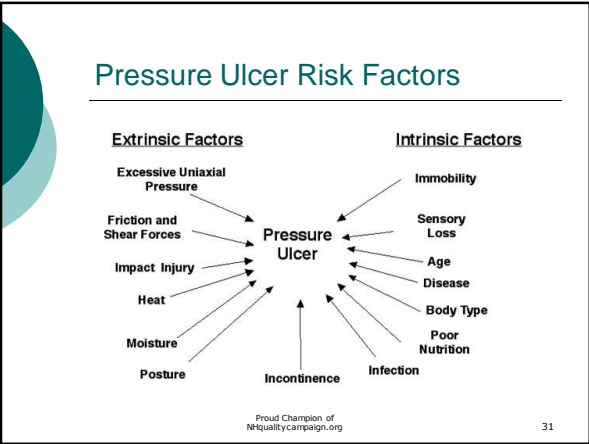 Pressure Ulcer Risk Factors
Extrinsic Factors
Intrinsic Factors
Excessive Uniaxial
Pressure
Friction and
Shear Forces
Impact Injury
Heat
Moisture
Posture
Pressure
Ulcer
Immobility
Sensory
Loss
Age
Disease
Body Type
Poor
Nutrition
Infection
Incontinence
Proud Champion of
NHqualitycampaign.org
31